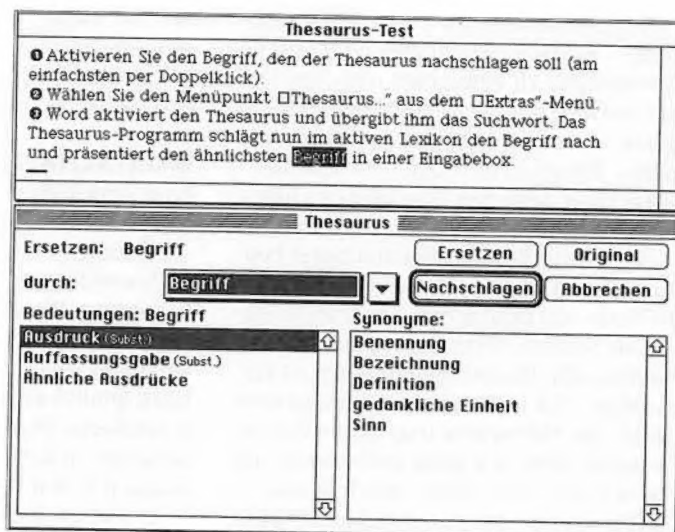 Thesaurus-Test
❶ Aktivieren Sie den Begriff, den der Thesaurus nachschlagen soll (am
einfachsten per Doppelklick).
❷ Wählen Sie den Menüpunkt □Thesaurus..." aus dem □Extras"-Menü.
❸ Word aktiviert den Thesaurus und übergibt ihm das Suchwort. Das
Thesaurus-Programm schlägt nun im aktiven Lexikon den Begriff nach
und präsentiert den ähnlichsten Begriff in einer Eingabebox.
Thesaurus
Ersetzen: Begriff
Ersetzen
Original
durch:
Begriff
Nachschlagen
Abbrechen
Bedeutungen: Begriff
Ausdruck (Subst.)
Auffassungsgabe (Subst.)
Ähnliche Ausdrücke
Synonyme:
Benennung
Bezeichnung
Definition
gedankliche Einheit
Sinn